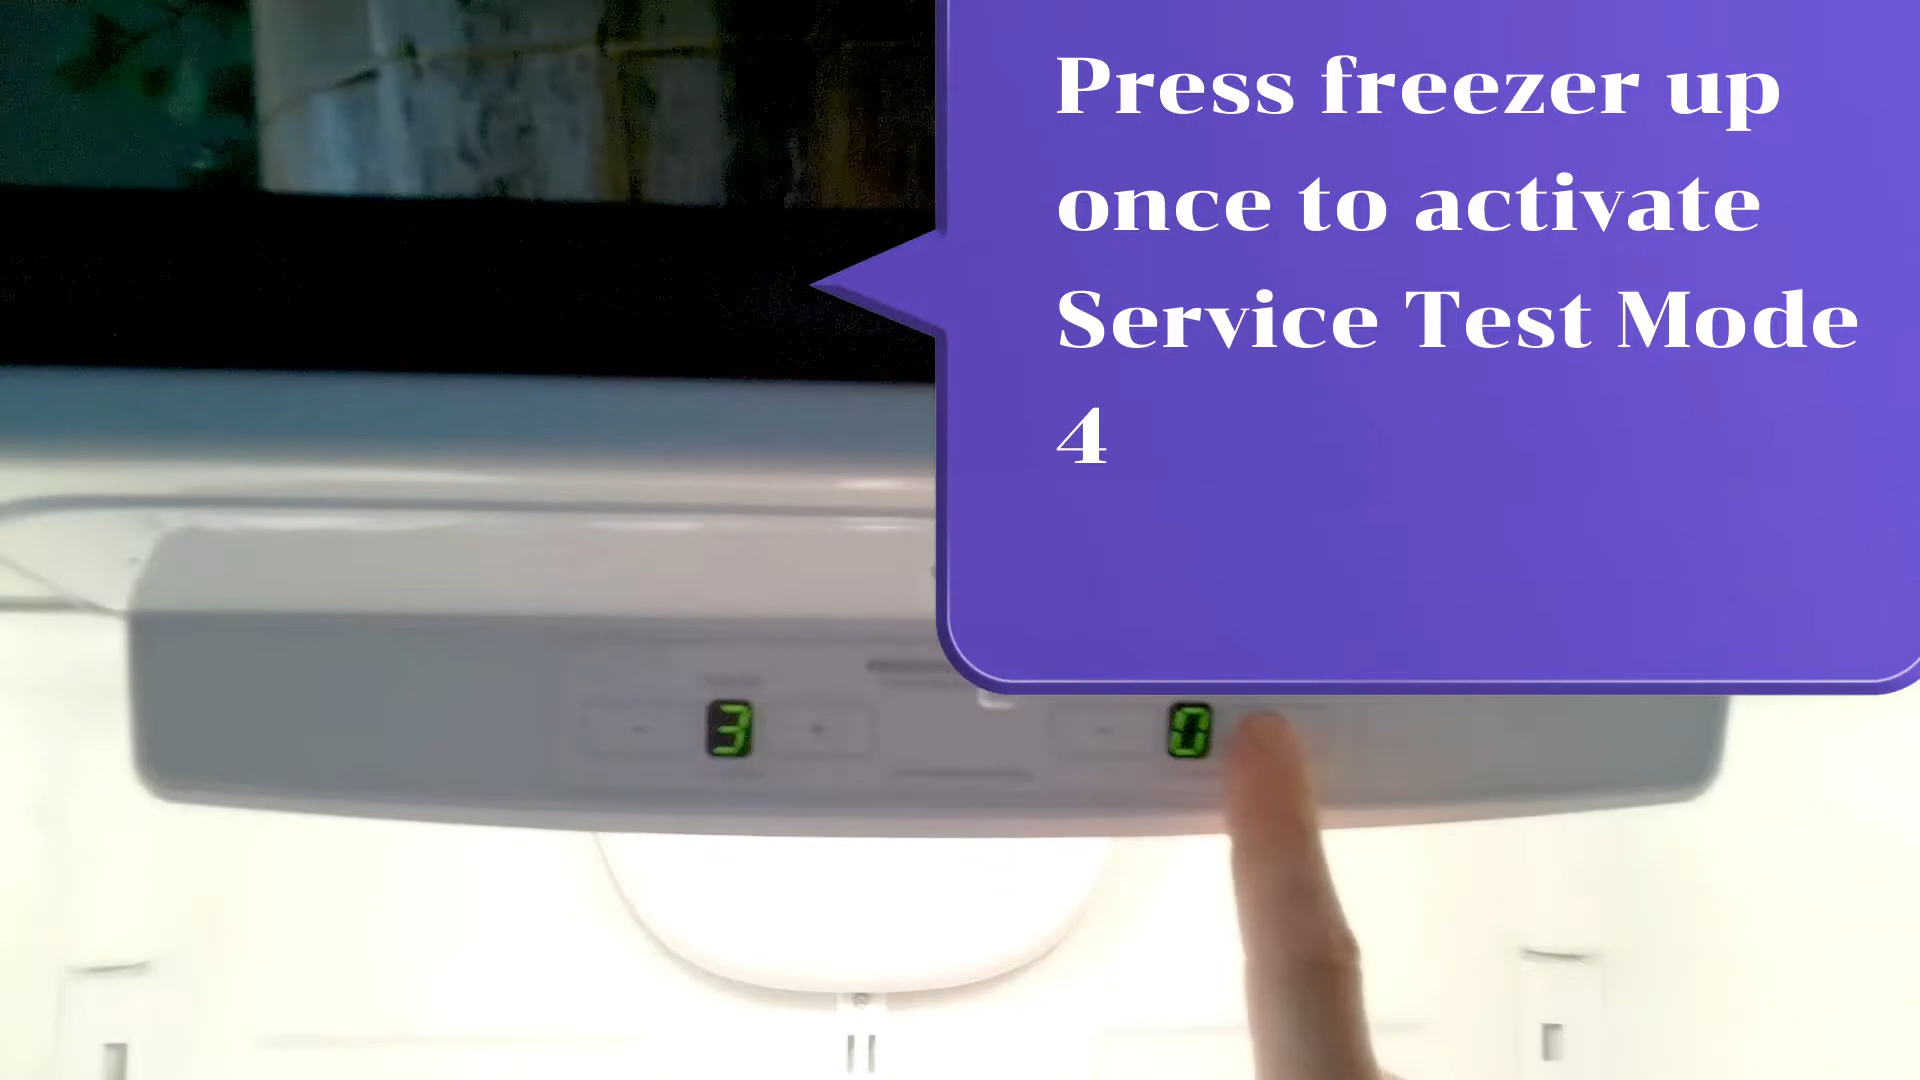 Press freezer up
once to activate
Service Test Mode
4
3
0